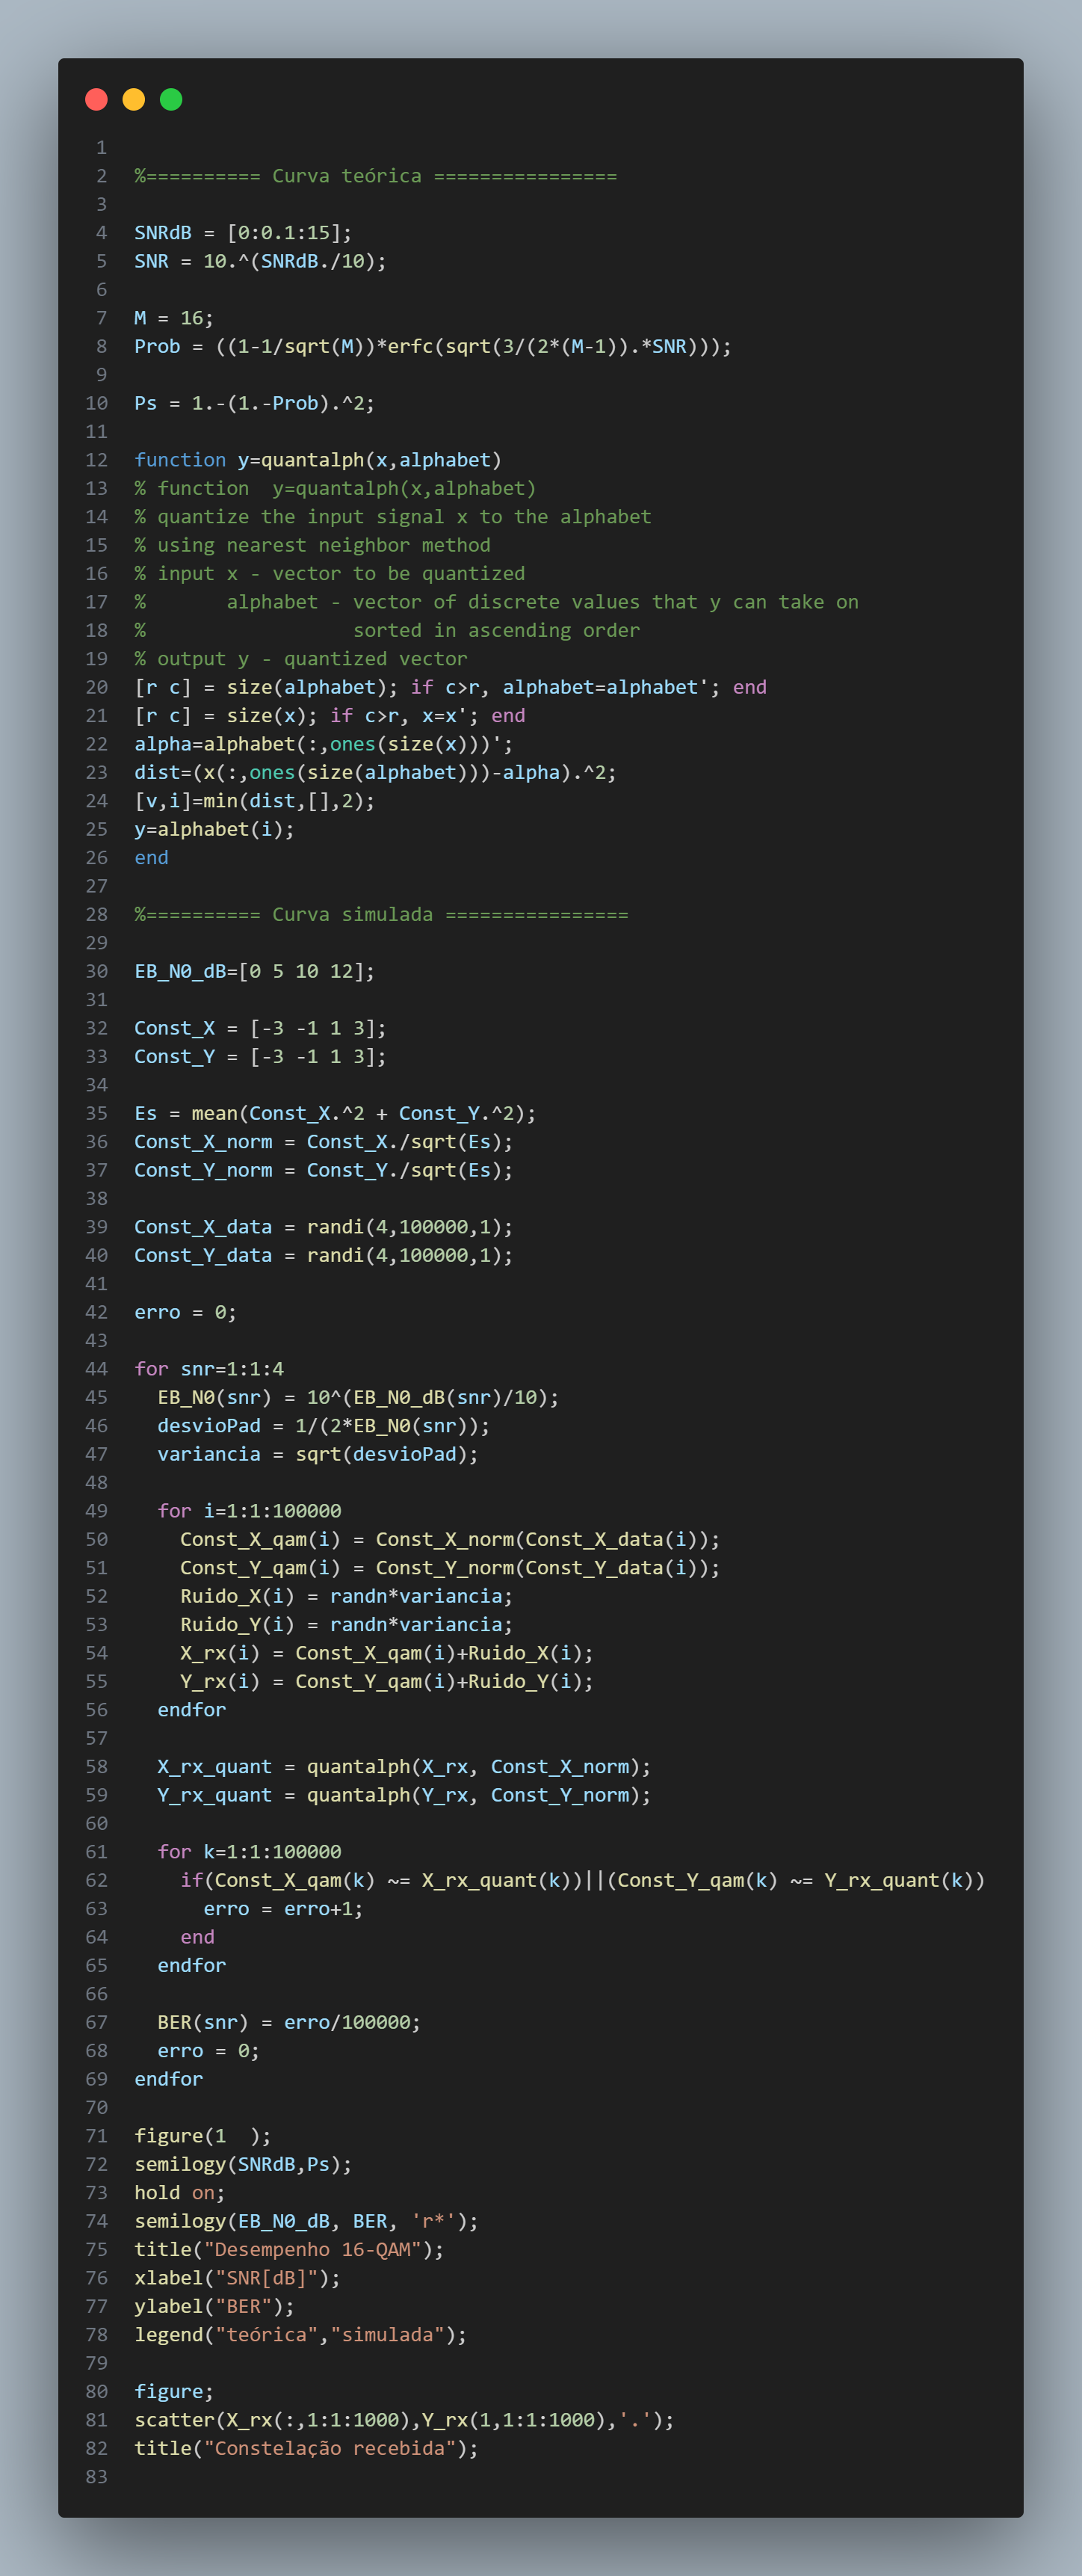 1
2 %========== Curva teórica ================
3
4 SNRdB = [0:0.1:15];
5 SNR = 10.^(SNRdB./10);
6
7 M = 16;
8 Prob = ((1-1/sqrt(M))*erfc(sqrt(3/(2*(M-1)).*SNR)));
9
10 Ps = 1.-(1.-Prob).^2;
11
12 function y=quantalph(x,alphabet)
13 % function  y=quantalph(x,alphabet)
14 % quantize the input signal x to the alphabet
15 % using nearest neighbor method
16 % input x - vector to be quantized
17 %       alphabet - vector of discrete values that y can take on
18 %                  sorted in ascending order
19 % output y - quantized vector
20 [r c] = size(alphabet); if c>r, alphabet=alphabet'; end
21 [r c] = size(x); if c>r, x=x'; end
22 alpha=alphabet(:,ones(size(x)))';
23 dist=(x(:,ones(size(alphabet)))-alpha).^2;
24 [v,i]=min(dist,[],2);
25 y=alphabet(i);
26 end
27
28 %========== Curva simulada ================
29
30 EB_N0_dB=[0 5 10 12];
31
32 Const_X = [-3 -1 1 3];
33 Const_Y = [-3 -1 1 3];
34
35 Es = mean(Const_X.^2 + Const_Y.^2);
36 Const_X_norm = Const_X./sqrt(Es);
37 Const_Y_norm = Const_Y./sqrt(Es);
38
39 Const_X_data = randi(4,100000,1);
40 Const_Y_data = randi(4,100000,1);
41
42 erro = 0;
43
44 for snr=1:1:4
45   EB_N0(snr) = 10^(EB_N0_dB(snr)/10);
46   desvioPad = 1/(2*EB_N0(snr));
47   variancia = sqrt(desvioPad);
48
49   for i=1:1:100000
50     Const_X_qam(i) = Const_X_norm(Const_X_data(i));
51     Const_Y_qam(i) = Const_Y_norm(Const_Y_data(i));
52     Ruido_X(i) = randn*variancia;
53     Ruido_Y(i) = randn*variancia;
54     X_rx(i) = Const_X_qam(i)+Ruido_X(i);
55     Y_rx(i) = Const_Y_qam(i)+Ruido_Y(i);
56   endfor
57
58   X_rx_quant = quantalph(X_rx, Const_X_norm);
59   Y_rx_quant = quantalph(Y_rx, Const_Y_norm);
60
61   for k=1:1:100000
62     if(Const_X_qam(k) ~= X_rx_quant(k))||(Const_Y_qam(k) ~= Y_rx_quant(k))
63       erro = erro+1;
64     end
65   endfor
66
67   BER(snr) = erro/100000;
68   erro = 0;
69 endfor
70
71 figure(1  );
72 semilogy(SNRdB,Ps);
73 hold on;
74 semilogy(EB_N0_dB, BER, 'r*');
75 title("Desempenho 16-QAM");
76 xlabel("SNR[dB]");
77 ylabel("BER");
78 legend("teórica","simulada");
79
80 figure;
81 scatter(X_rx(:,1:1:1000),Y_rx(1,1:1:1000),'.');
82 title("Constelação recebida");
83